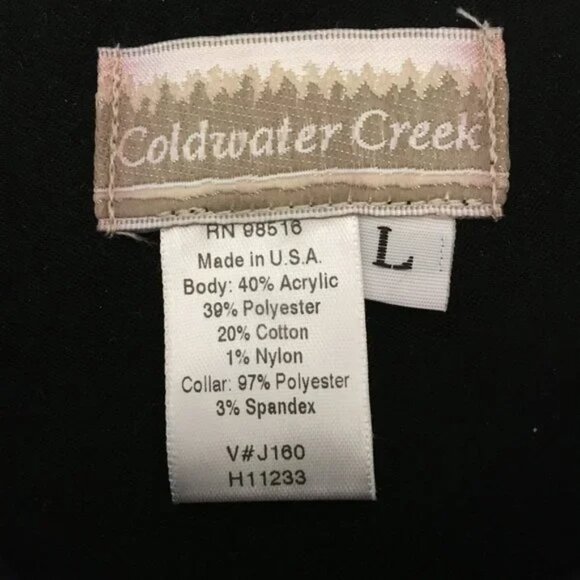 Coldwater Creek
L
RN 98516
Made in U.S.A.
Body: 40% Acrylic
39% Polyester
20% Cotton
1% Nylon
Collar: 97% Polyester
3% Spandex
V#J160
H11233